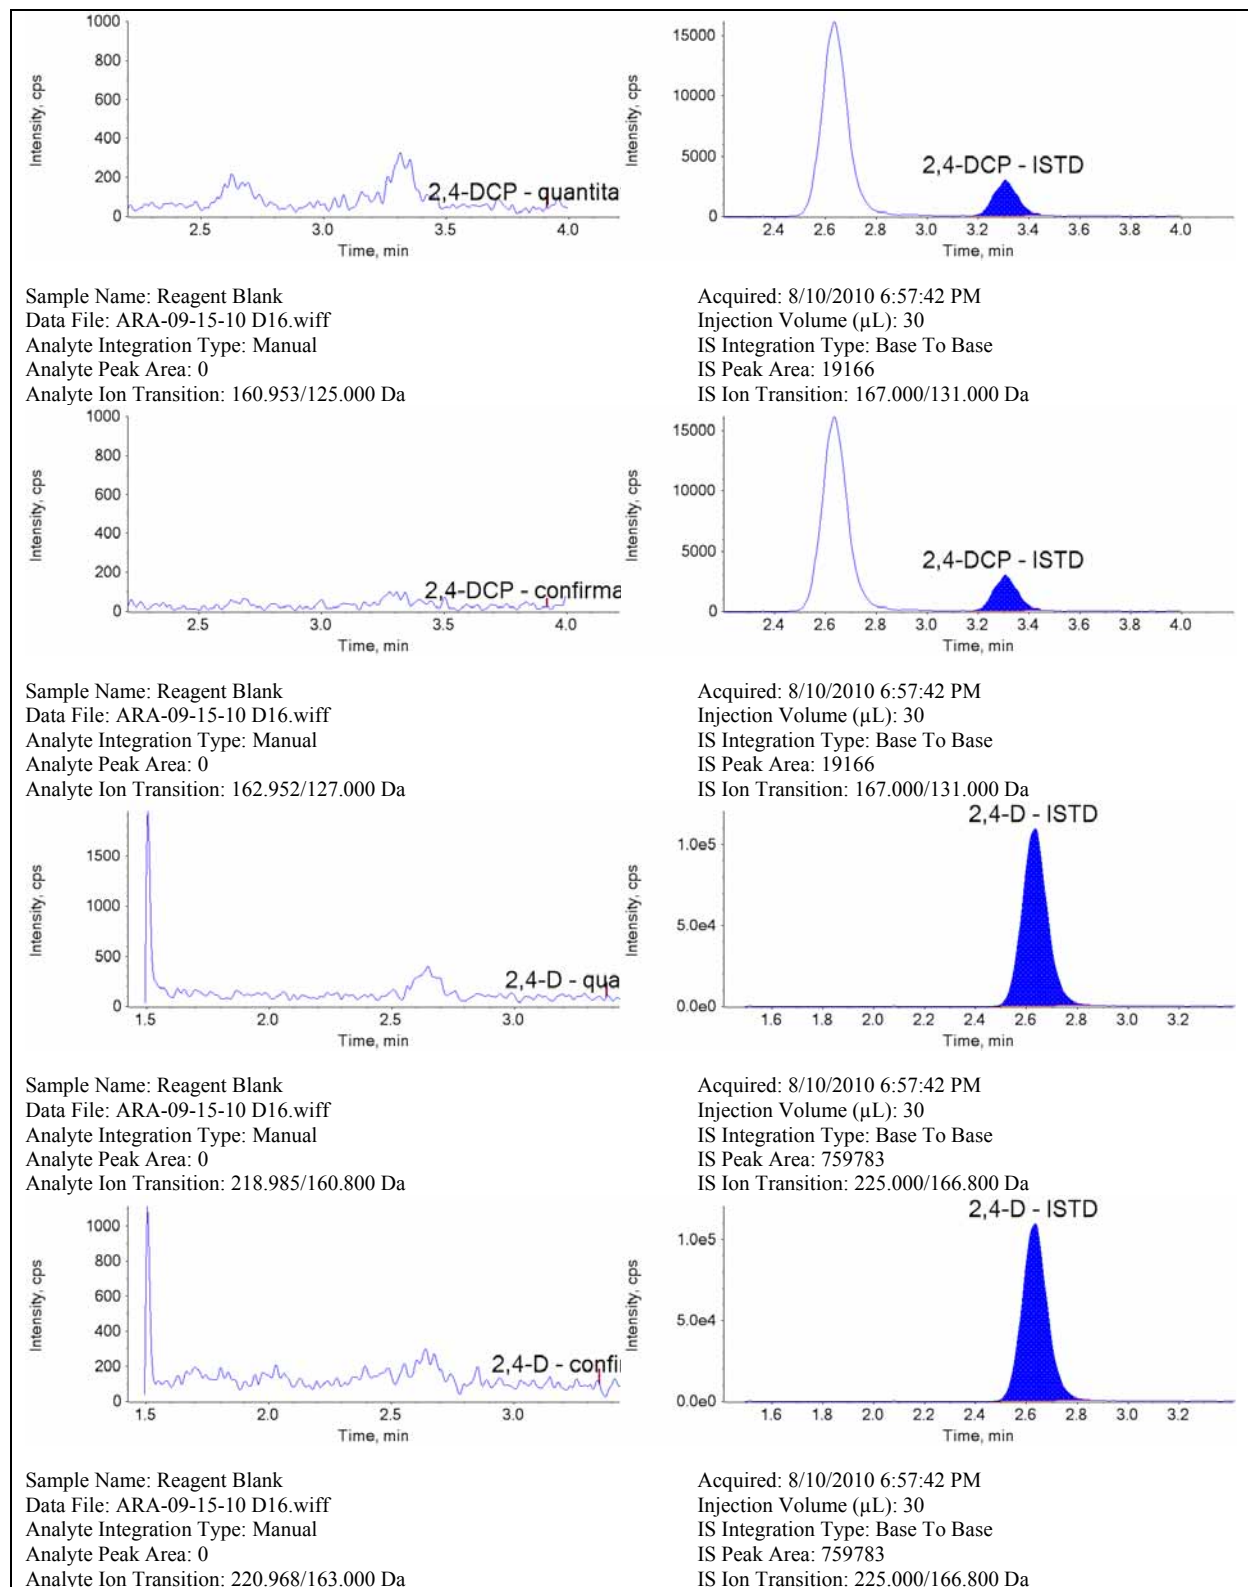 1000
800
600
400
200
0
Intensity, cps
2,4-DCP - quantita
2.5 3.0 3.5 4.0
Time, min
15000
10000
5000
0
Intensity, cps
2,4-DCP - ISTD
2.4 2.6 2.8 3.0 3.2 3.4 3.6 3.8 4.0
Time, min
Sample Name: Reagent Blank
Data File: ARA-09-15-10 D16.wiff
Analyte Integration Type: Manual
Analyte Peak Area: 0
Analyte Ion Transition: 160.953/125.000 Da
Acquired: 8/10/2010 6:57:42 PM
Injection Volume (µL): 30
IS Integration Type: Base To Base
IS Peak Area: 19166
IS Ion Transition: 167.000/131.000 Da
1000
800
600
400
200
0
Intensity, cps
2,4-DCP - confirma
2.5 3.0 3.5 4.0
Time, min
15000
10000
5000
0
Intensity, cps
2,4-DCP - ISTD
2.4 2.6 2.8 3.0 3.2 3.4 3.6 3.8 4.0
Time, min
Sample Name: Reagent Blank
Data File: ARA-09-15-10 D16.wiff
Analyte Integration Type: Manual
Analyte Peak Area: 0
Analyte Ion Transition: 162.952/127.000 Da
Acquired: 8/10/2010 6:57:42 PM
Injection Volume (µL): 30
IS Integration Type: Base To Base
IS Peak Area: 19166
IS Ion Transition: 167.000/131.000 Da
1500
1000
500
0
Intensity, cps
2,4-D - qua
1.5 2.0 2.5 3.0
Time, min
2,4-D - ISTD
1.0e5
5.0e4
0.0e0
Intensity, cps
1.6 1.8 2.0 2.2 2.4 2.6 2.8 3.0 3.2
Time, min
Sample Name: Reagent Blank
Data File: ARA-09-15-10 D16.wiff
Analyte Integration Type: Manual
Analyte Peak Area: 0
Analyte Ion Transition: 218.985/160.800 Da
Acquired: 8/10/2010 6:57:42 PM
Injection Volume (µL): 30
IS Integration Type: Base To Base
IS Peak Area: 759783
IS Ion Transition: 225.000/166.800 Da
1000
800
600
400
200
0
Intensity, cps
2,4-D - confi
1.5 2.0 2.5 3.0
Time, min
2,4-D - ISTD
1.0e5
5.0e4
0.0e0
Intensity, cps
1.6 1.8 2.0 2.2 2.4 2.6 2.8 3.0 3.2
Time, min
Sample Name: Reagent Blank
Data File: ARA-09-15-10 D16.wiff
Analyte Integration Type: Manual
Analyte Peak Area: 0
Analyte Ion Transition: 220.968/163.000 Da
Acquired: 8/10/2010 6:57:42 PM
Injection Volume (µL): 30
IS Integration Type: Base To Base
IS Peak Area: 759783
IS Ion Transition: 225.000/166.800 Da